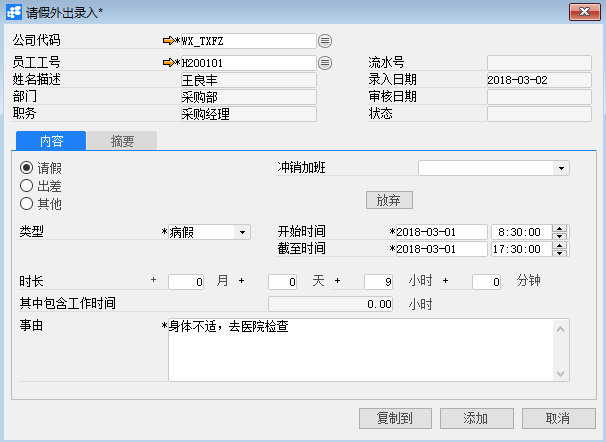 请假外出录入*
公司代码 *WX_TXFZ
员工工号 *H200101 流水号
姓名描述 王良丰 录入日期 2018-03-02
部门 采购部 审核日期
职务 采购经理 状态
内容 摘要
请假 冲销加班
出差
其他 放弃
类型 *病假 开始时间 *2018-03-01 8:30:00
截至时间 *2018-03-01 17:30:00
时长 + 0 月 + 0 天 + 9 小时 + 0 分钟
其中包含工作时间 0.00 小时
事由 *身体不适，去医院检查
复制到 添加 取消